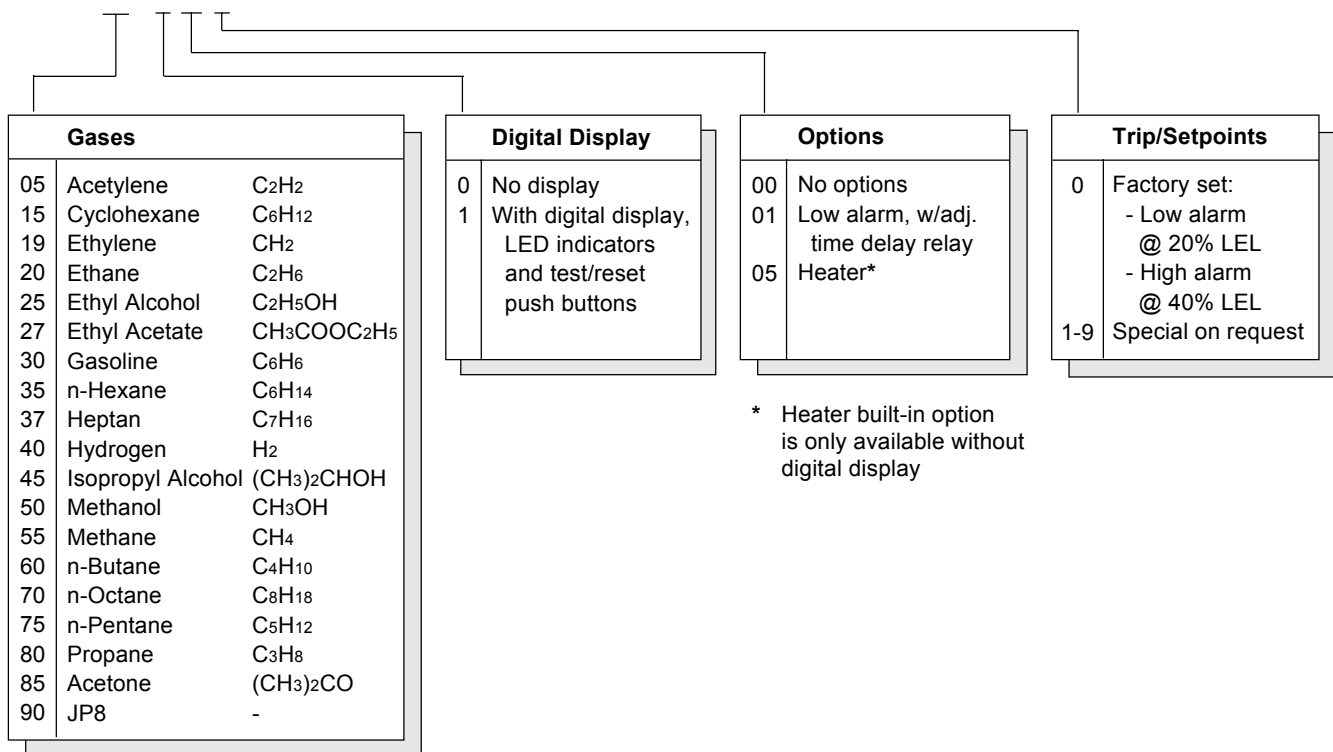 Gases
05 Acetylene C2H2
15 Cyclohexane C6H12
19 Ethylene CH2
20 Ethane C2H6
25 Ethyl Alcohol C2H5OH
27 Ethyl Acetate CH3COOC2H5
30 Gasoline C6H6
35 n-Hexane C6H14
37 Heptan C7H16
40 Hydrogen H2
45 Isopropyl Alcohol (CH3)2CHOH
50 Methanol CH3OH
55 Methane CH4
60 n-Butane C4H10
70 n-Octane C8H18
75 n-Pentane C5H12
80 Propane C3H8
85 Acetone (CH3)2CO
90 JP8 -
Digital Display
0 No display
1 With digital display,
LED indicators
and test/reset
push buttons
Options
00 No options
01 Low alarm, w/adj.
time delay relay
05 Heater*
* Heater built-in option
is only available without
digital display
Trip/Setpoints
0 Factory set:
- Low alarm
@ 20% LEL
- High alarm
@ 40% LEL
1-9 Special on request